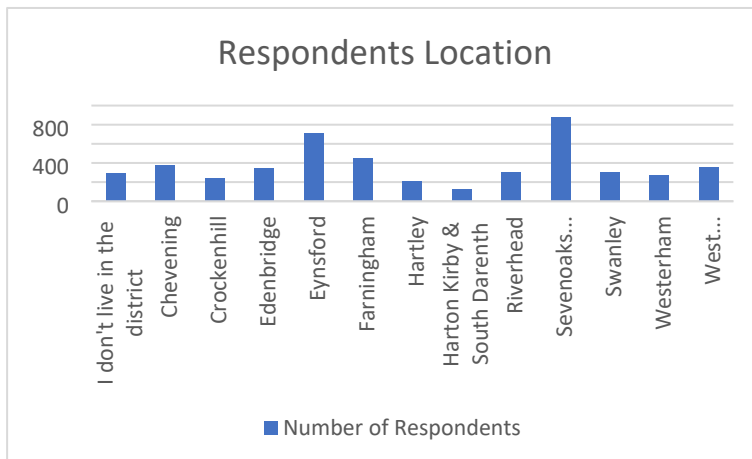 Respondents Location
800
400
0
I don't live in the
district
Chevening
Crockenhill
Edenbridge
Eynsford
Farningham
Hartley
Harton Kirby &
South Darenth
Riverhead
Sevenoaks...
Swanley
Westerham
West...
Number of Respondents